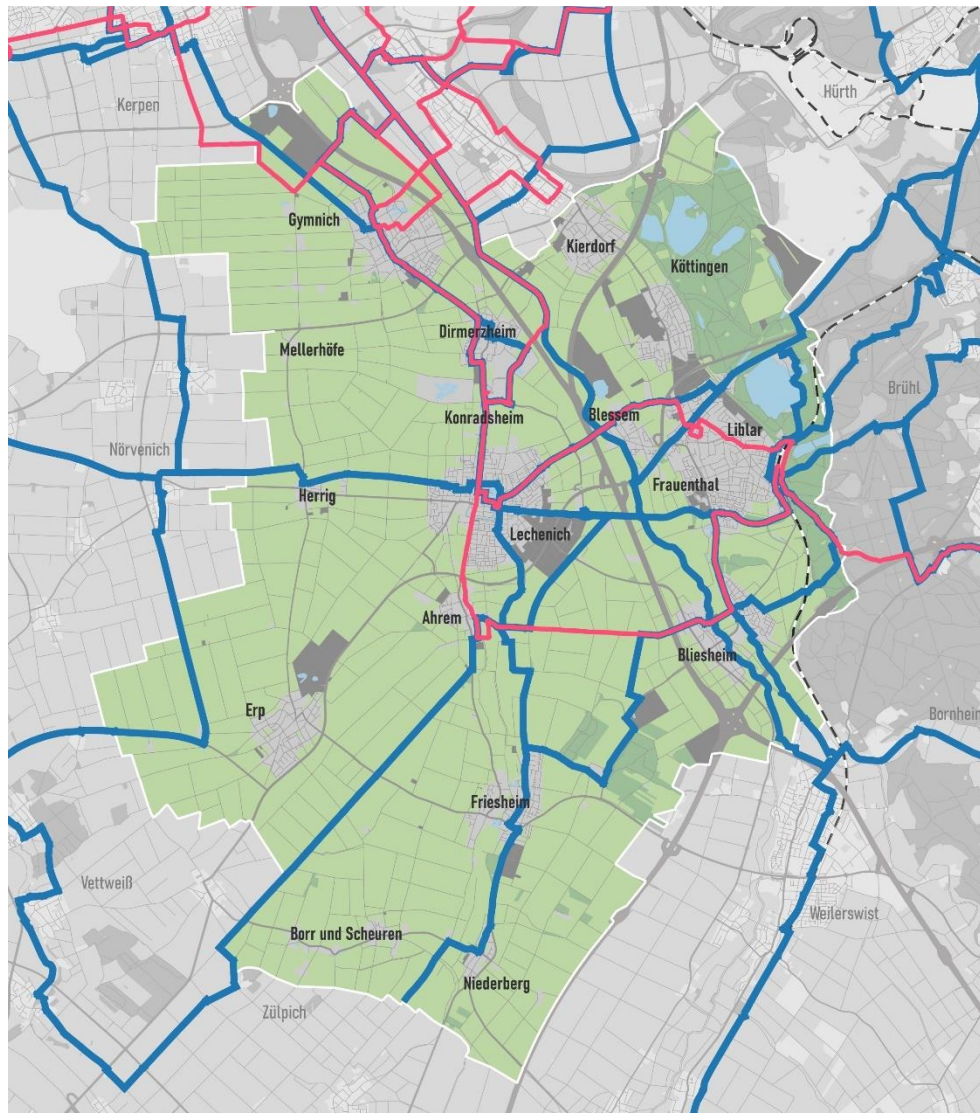 Kerpen
Hürth
Gymnich
Kierdorf
Köttingen
Dirmerzheim
Mellerhöfe
Brühl
Konradsheim
Blessem
Liblar
Nörvenich
Herrig
Frauenthal
Lechenich
Ahrem
Bliesheim
Erp
Bornheim
Friesheim
Vettweiß
Weilerswist
Borr und Scheuren
Niederberg
Zülpich